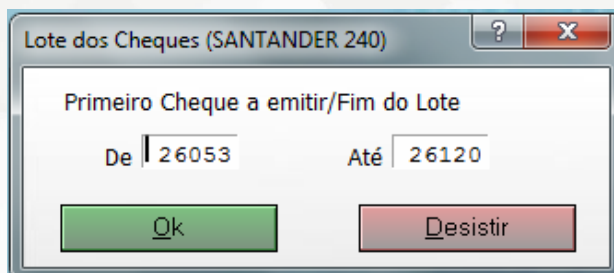 Lote dos Cheques (SANTANDER 240)
?
X
Primeiro Cheque a emitir/Fim do Lote
De 26053 Até 26120
Ok Desistir